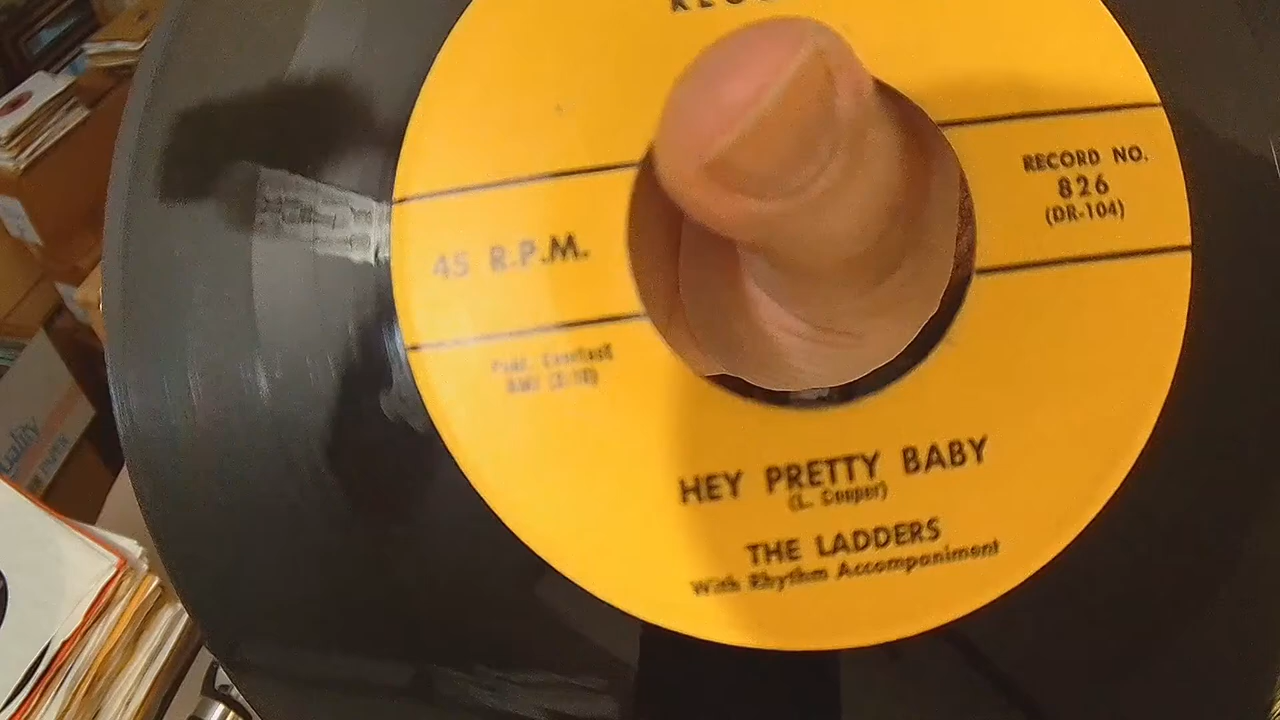 45 R.P.M.
RECORD NO.
826
(DR-104)
HEY PRETTY BABY
(L. Cooper)
THE LADDERS
With Rhythm Accompaniment